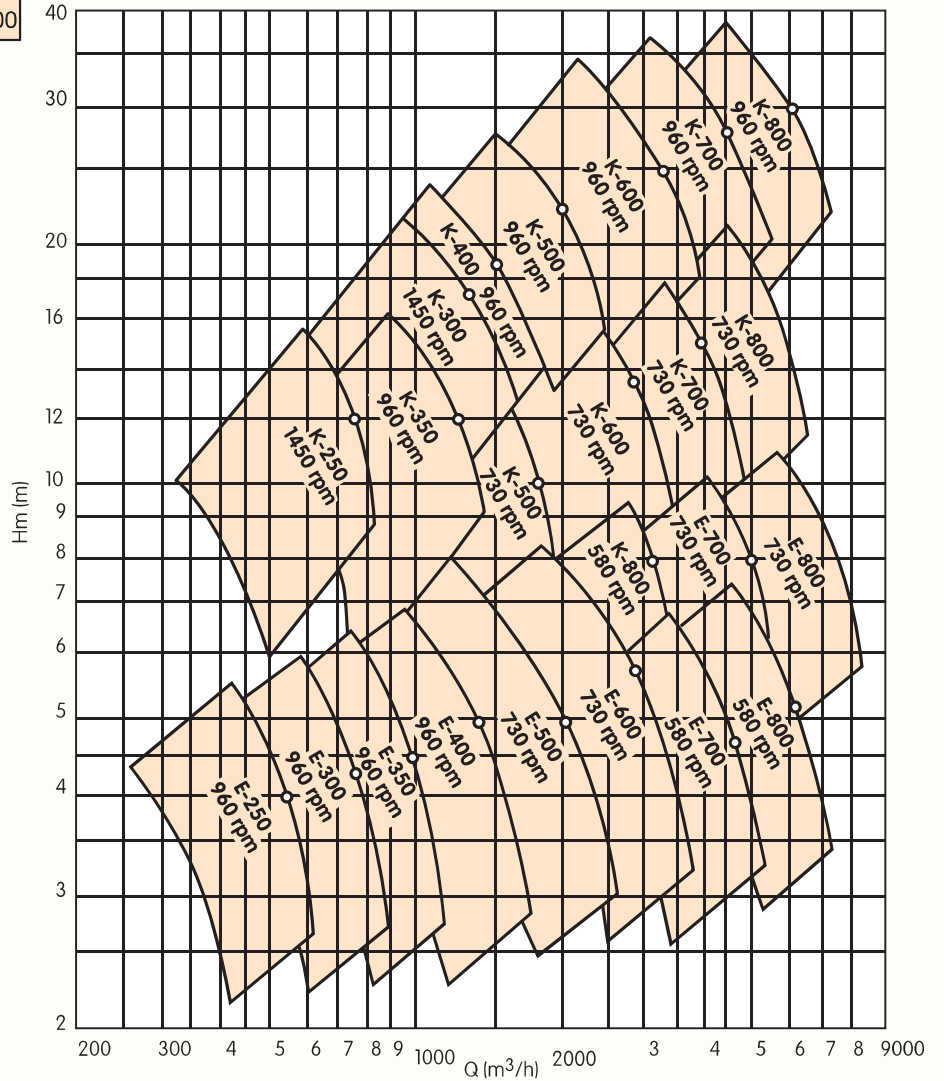 00
40
30
20
16
12
10
9
8
7
6
5
4
3
2
Hm (m)
K-800
960 rpm
K-700
960 rpm
K-600
960 rpm
K-500
960 rpm
K-400
960 rpm
K-300
1450 rpm
K-350
960 rpm
K-250
1450 rpm
K-800
730 rpm
K-700
730 rpm
K-600
730 rpm
K-500
730 rpm
K-800
580 rpm
E-700
730 rpm
E-800
730 rpm
E-250
960 rpm
E-300
960 rpm
E-350
960 rpm
E-400
960 rpm
E-500
730 rpm
E-600
730 rpm
E-700
580 rpm
E-800
580 rpm
200 300 4 5 6 7 8 9 1000 2000 3 4 5 6 7 8 9000
Q (m³/h)